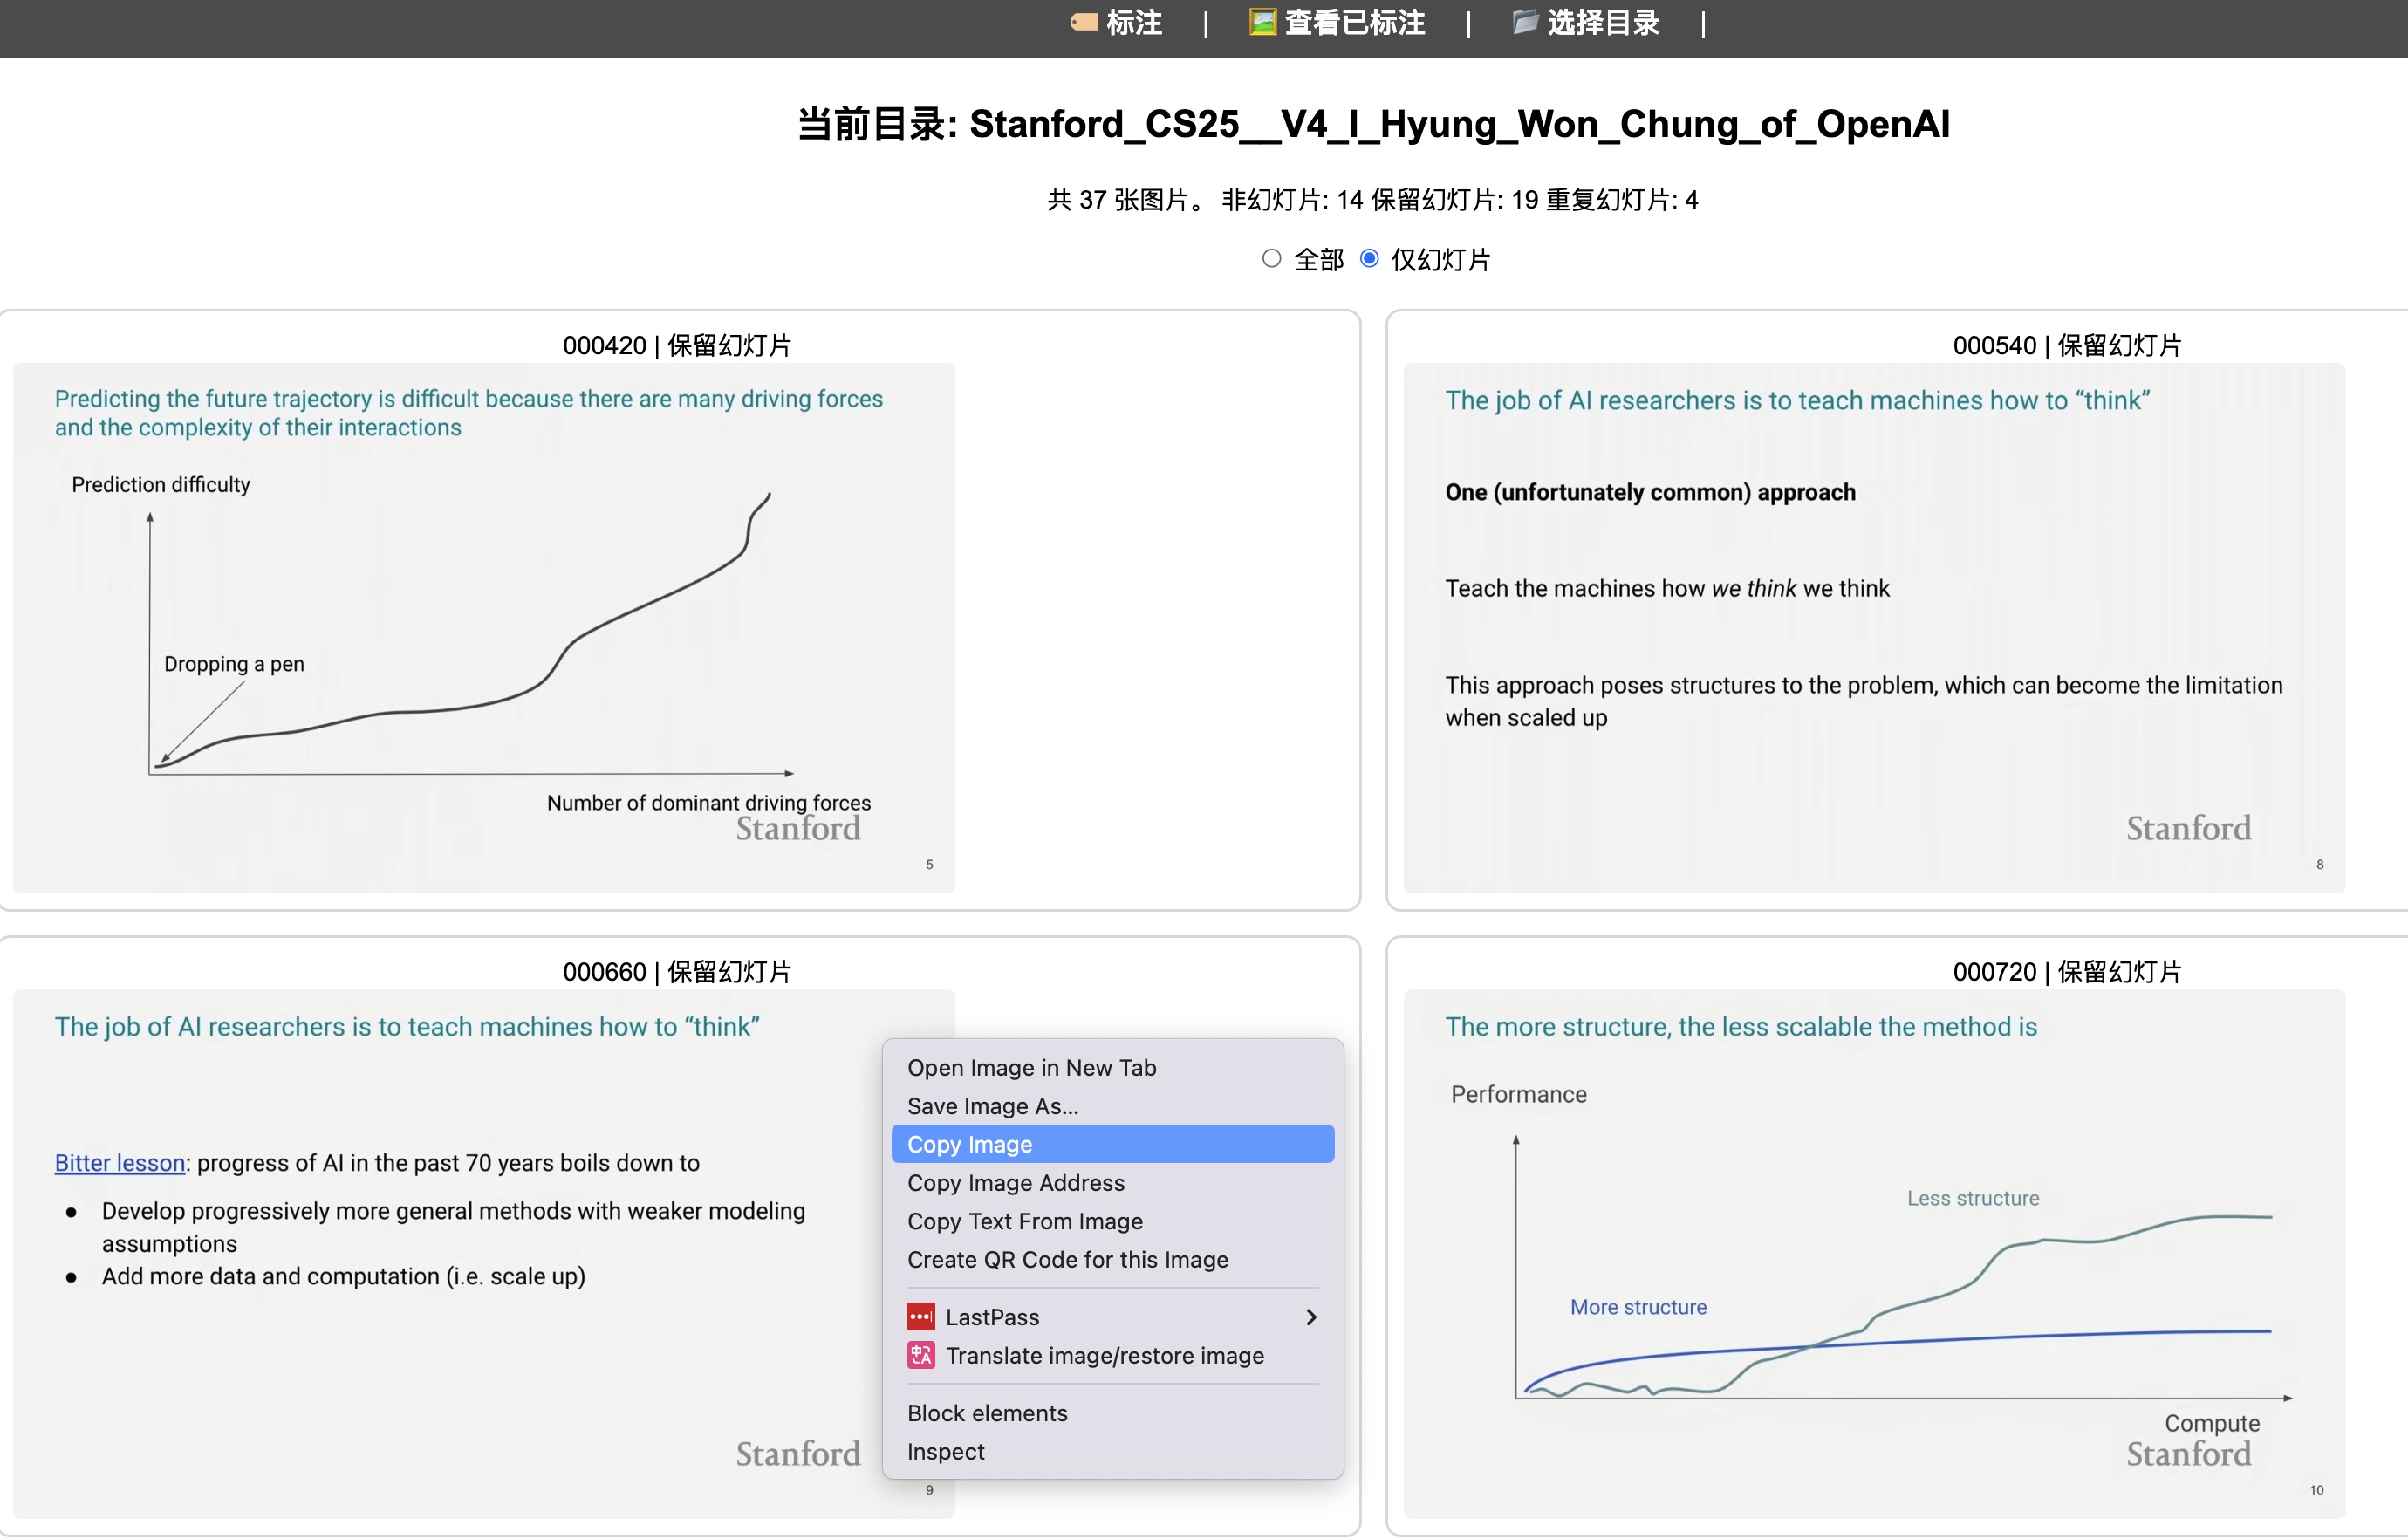 标注 | 查看已标注 | 选择目录 |
当前目录: Stanford_CS25__V4_I_Hyung_Won_Chung_of_OpenAI
共 37 张图片。 非幻灯片: 14 保留幻灯片: 19 重复幻灯片: 4
全部 仅幻灯片
000420 | 保留幻灯片
Predicting the future trajectory is difficult because there are many driving forces
and the complexity of their interactions
Prediction difficulty
Dropping a pen
Number of dominant driving forces
Stanford
5
000540 | 保留幻灯片
The job of AI researchers is to teach machines how to “think”
One (unfortunately common) approach
Teach the machines how we think we think
This approach poses structures to the problem, which can become the limitation
when scaled up
Stanford
8
000660 | 保留幻灯片
The job of AI researchers is to teach machines how to “think”
Bitter lesson: progress of AI in the past 70 years boils down to
● Develop progressively more general methods with weaker modeling
assumptions
● Add more data and computation (i.e. scale up)
Stanford
9
Open Image in New Tab
Save Image As...
Copy Image
Copy Image Address
Copy Text From Image
Create QR Code for this Image
LastPass
Translate image/restore image
Block elements
Inspect
000720 | 保留幻灯片
The more structure, the less scalable the method is
Performance
Less structure
More structure
Compute
Stanford
10